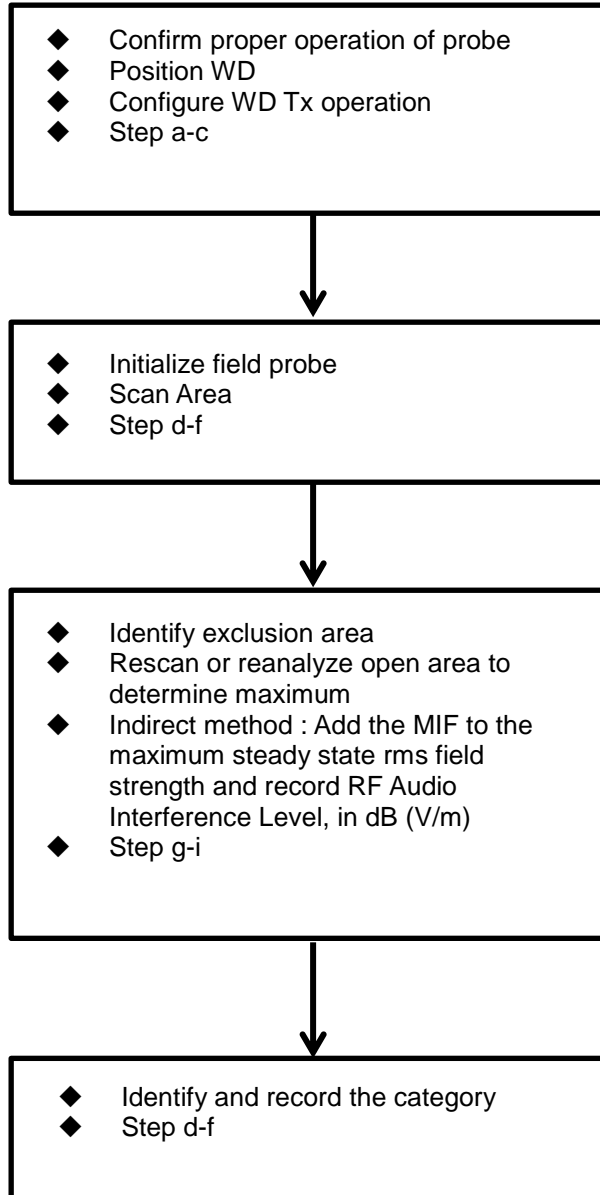 ◆ Confirm proper operation of probe
◆ Position WD
◆ Configure WD Tx operation
◆ Step a-c
◆ Initialize field probe
◆ Scan Area
◆ Step d-f
◆ Identify exclusion area
◆ Rescan or reanalyze open area to
determine maximum
◆ Indirect method : Add the MIF to the
maximum steady state rms field
strength and record RF Audio
Interference Level, in dB (V/m)
◆ Step g-i
◆ Identify and record the category
◆ Step d-f